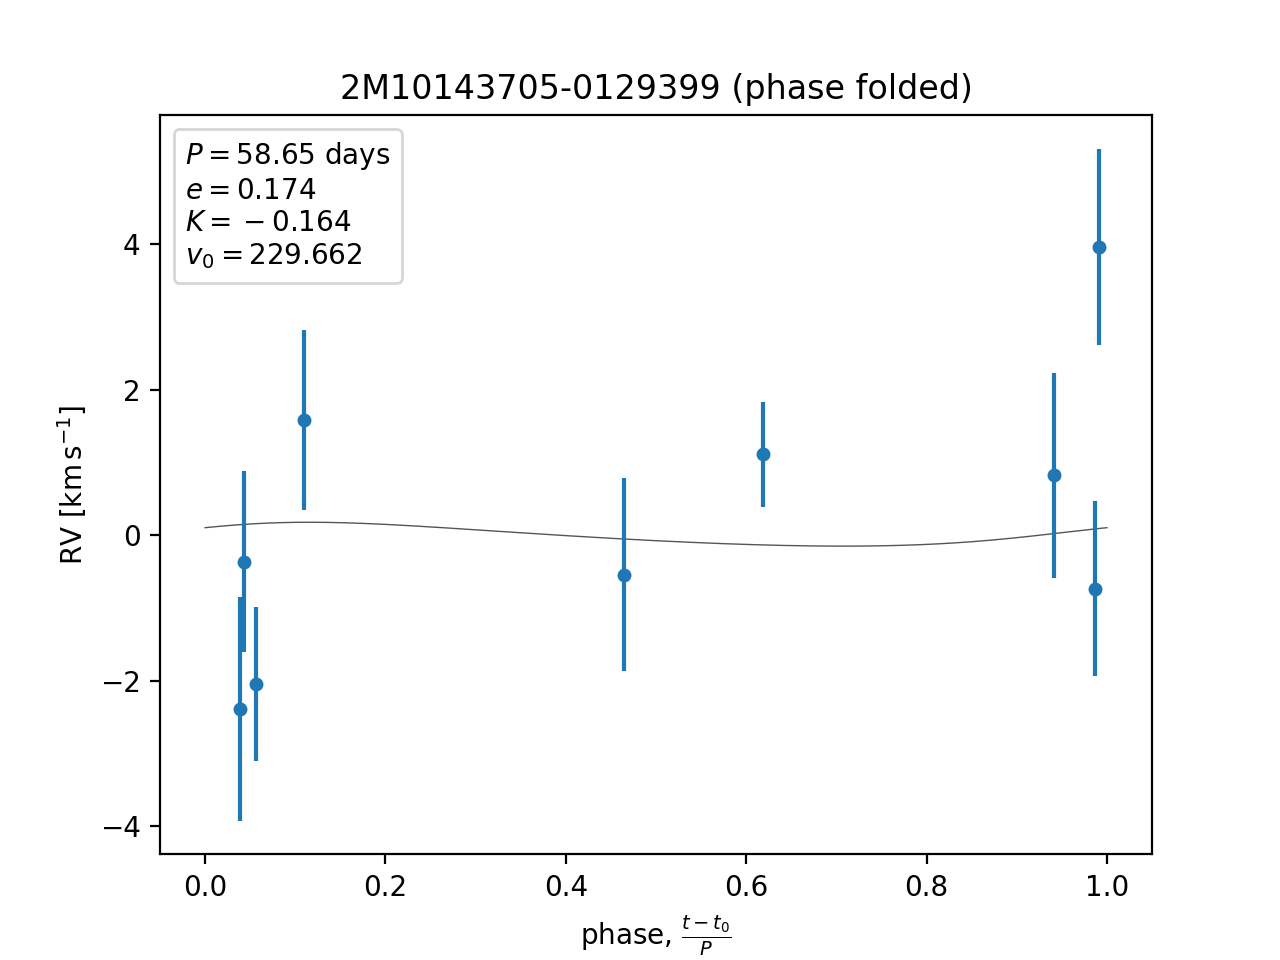 2M10143705-0129399 (phase folded)
P = 58.65 days
e = 0.174
K = −0.164
v₀ = 229.662
RV [km s⁻¹]
4
2
0
−2
−4
0.0 0.2 0.4 0.6 0.8 1.0
phase, (t − t₀)/P